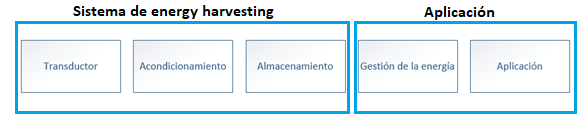 Sistema de energy harvesting
Aplicación
Transductor
Acondicionamiento
Almacenamiento
Gestión de la energía
Aplicación